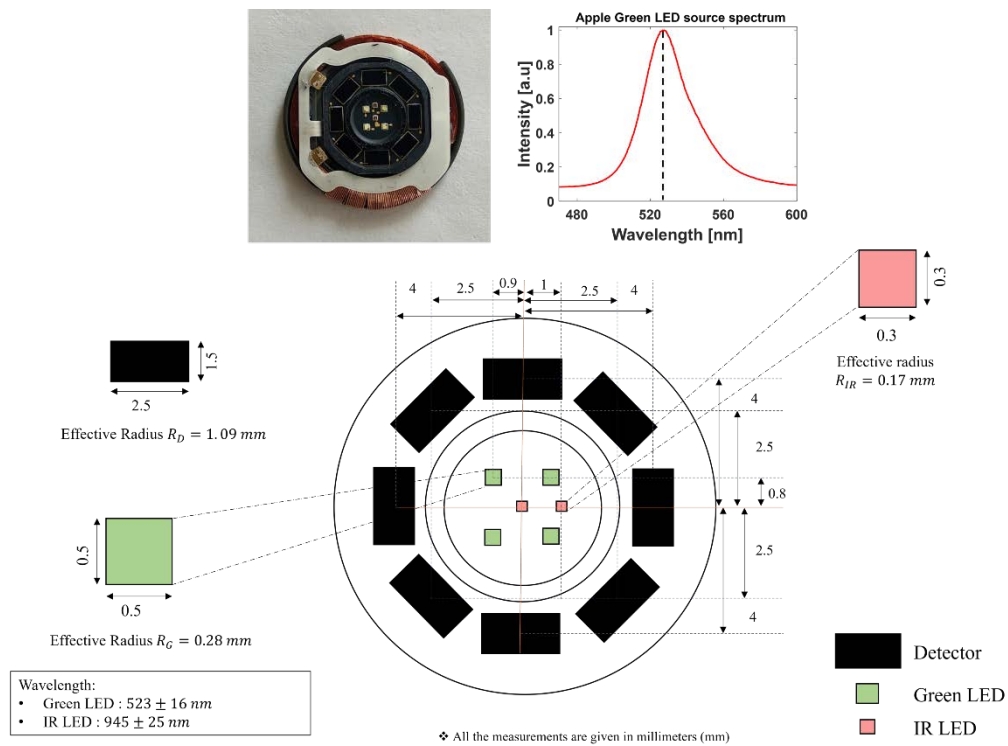 Apple Green LED source spectrum
Intensity [a.u]
1
0.8
0.6
0.4
0.2
0
480
520
560
600
Wavelength [nm]
4
2.5
0.9
1
2.5
4
0.3
0.3
Effective radius
R_IR = 0.17 mm
1.5
2.5
Effective Radius R_D = 1.09 mm
4
2.5
0.8
2.5
4
0.5
0.5
Effective Radius R_G = 0.28 mm
Wavelength:
• Green LED : 523 ± 16 nm
• IR LED : 945 ± 25 nm
Detector
Green LED
IR LED
❖ All the measurements are given in millimeters (mm)